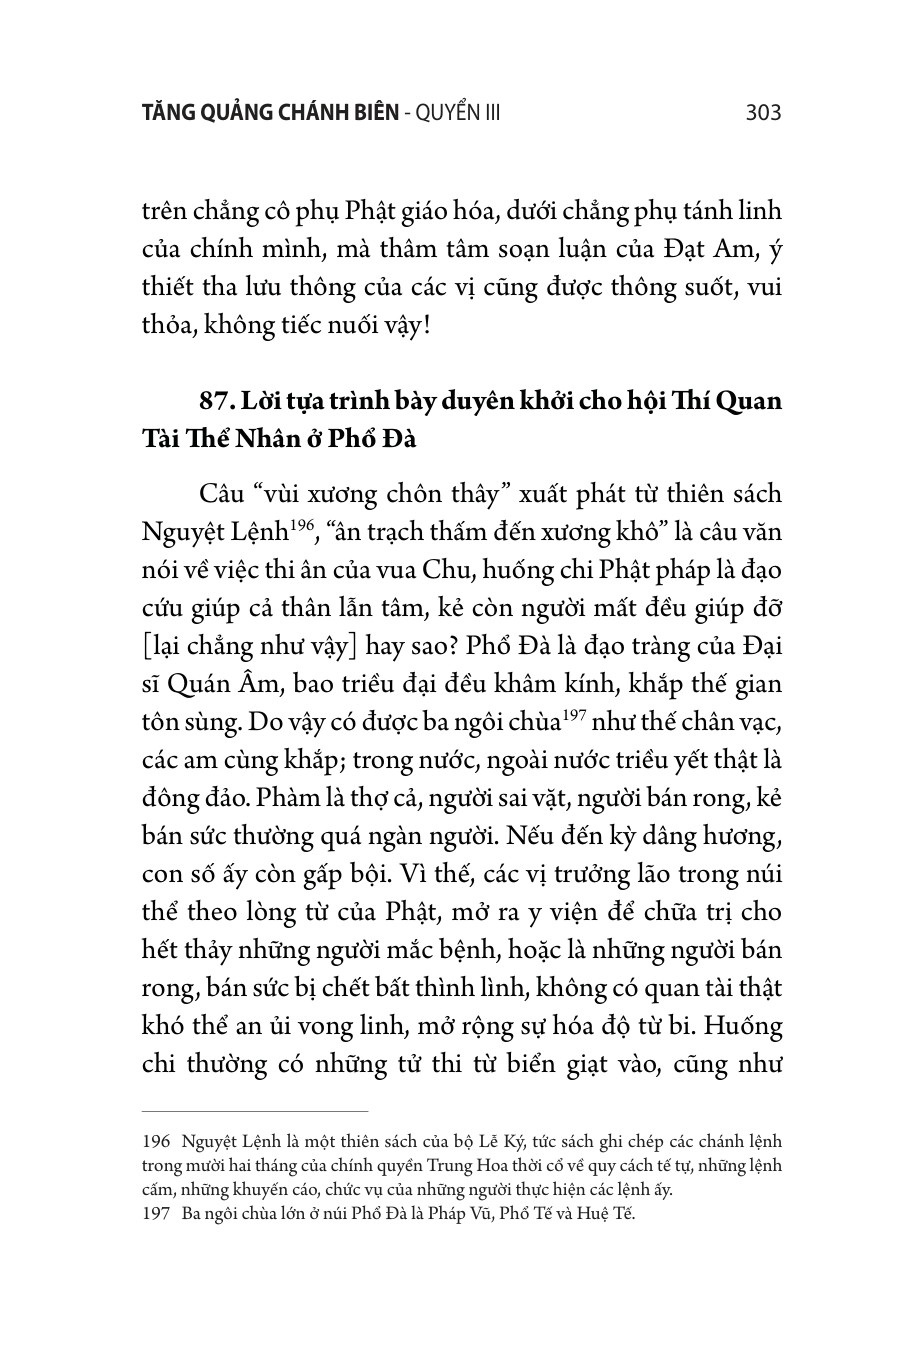 TĂNG QUẢNG CHÁNH BIÊN - QUYỂN III 303
trên chẳng cô phụ Phật giáo hóa, dưới chẳng phụ tánh linh
của chính mình, mà thâm tâm soạn luận của Đạt Am, ý
thiết tha lưu thông của các vị cũng được thông suốt, vui
thỏa, không tiếc nuối vậy!
87. Lời tựa trình bày duyên khởi cho hội Thí Quan
Tài Thể Nhân ở Phổ Đà
Câu “vùi xương chôn thây” xuất phát từ thiên sách
Nguyệt Lệnh196, “ân trạch thấm đến xương khô” là câu văn
nói về việc thi ân của vua Chu, huống chi Phật pháp là đạo
cứu giúp cả thân lẫn tâm, kẻ còn người mất đều giúp đỡ
[lại chẳng như vậy] hay sao? Phổ Đà là đạo tràng của Đại
sĩ Quán Âm, bao triều đại đều khâm kính, khắp thế gian
tôn sùng. Do vậy có được ba ngôi chùa197 như thế chân vạc,
các am cùng khắp; trong nước, ngoài nước triều yết thật là
đông đảo. Phàm là thợ cả, người sai vặt, người bán rong, kẻ
bán sức thường quá ngàn người. Nếu đến kỳ dâng hương,
con số ấy còn gấp bội. Vì thế, các vị trưởng lão trong núi
thể theo lòng từ của Phật, mở ra y viện để chữa trị cho
hết thảy những người mắc bệnh, hoặc là những người bán
rong, bán sức bị chết bất thình lình, không có quan tài thật
khó thể an ủi vong linh, mở rộng sự hóa độ từ bi. Huống
chi thường có những tử thi từ biển giạt vào, cũng như
196 Nguyệt Lệnh là một thiên sách của bộ Lễ Ký, tức sách ghi chép các chánh lệnh
trong mười hai tháng của chính quyền Trung Hoa thời cổ về quy cách tế tự, những lệnh
cấm, những khuyến cáo, chức vụ của những người thực hiện các lệnh ấy.
197 Ba ngôi chùa lớn ở núi Phổ Đà là Pháp Vũ, Phổ Tế và Huệ Tế.